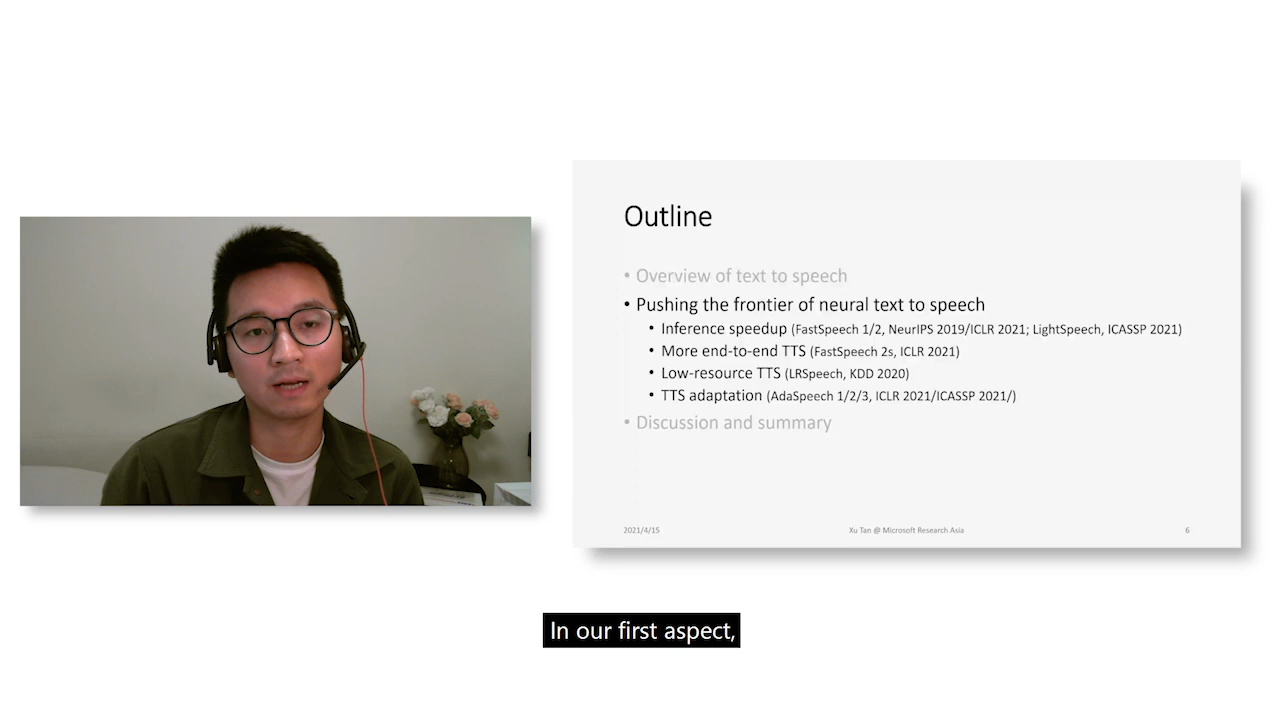 Outline
• Overview of text to speech
• Pushing the frontier of neural text to speech
• Inference speedup (FastSpeech 1/2, NeurIPS 2019/ICLR 2021; LightSpeech, ICASSP 2021)
• More end-to-end TTS (FastSpeech 2s, ICLR 2021)
• Low-resource TTS (LRSpeech, KDD 2020)
• TTS adaptation (AdaSpeech 1/2/3, ICLR 2021/ICASSP 2021/)
• Discussion and summary
2021/4/15 Xu Tan @ Microsoft Research Asia 6
In our first aspect,